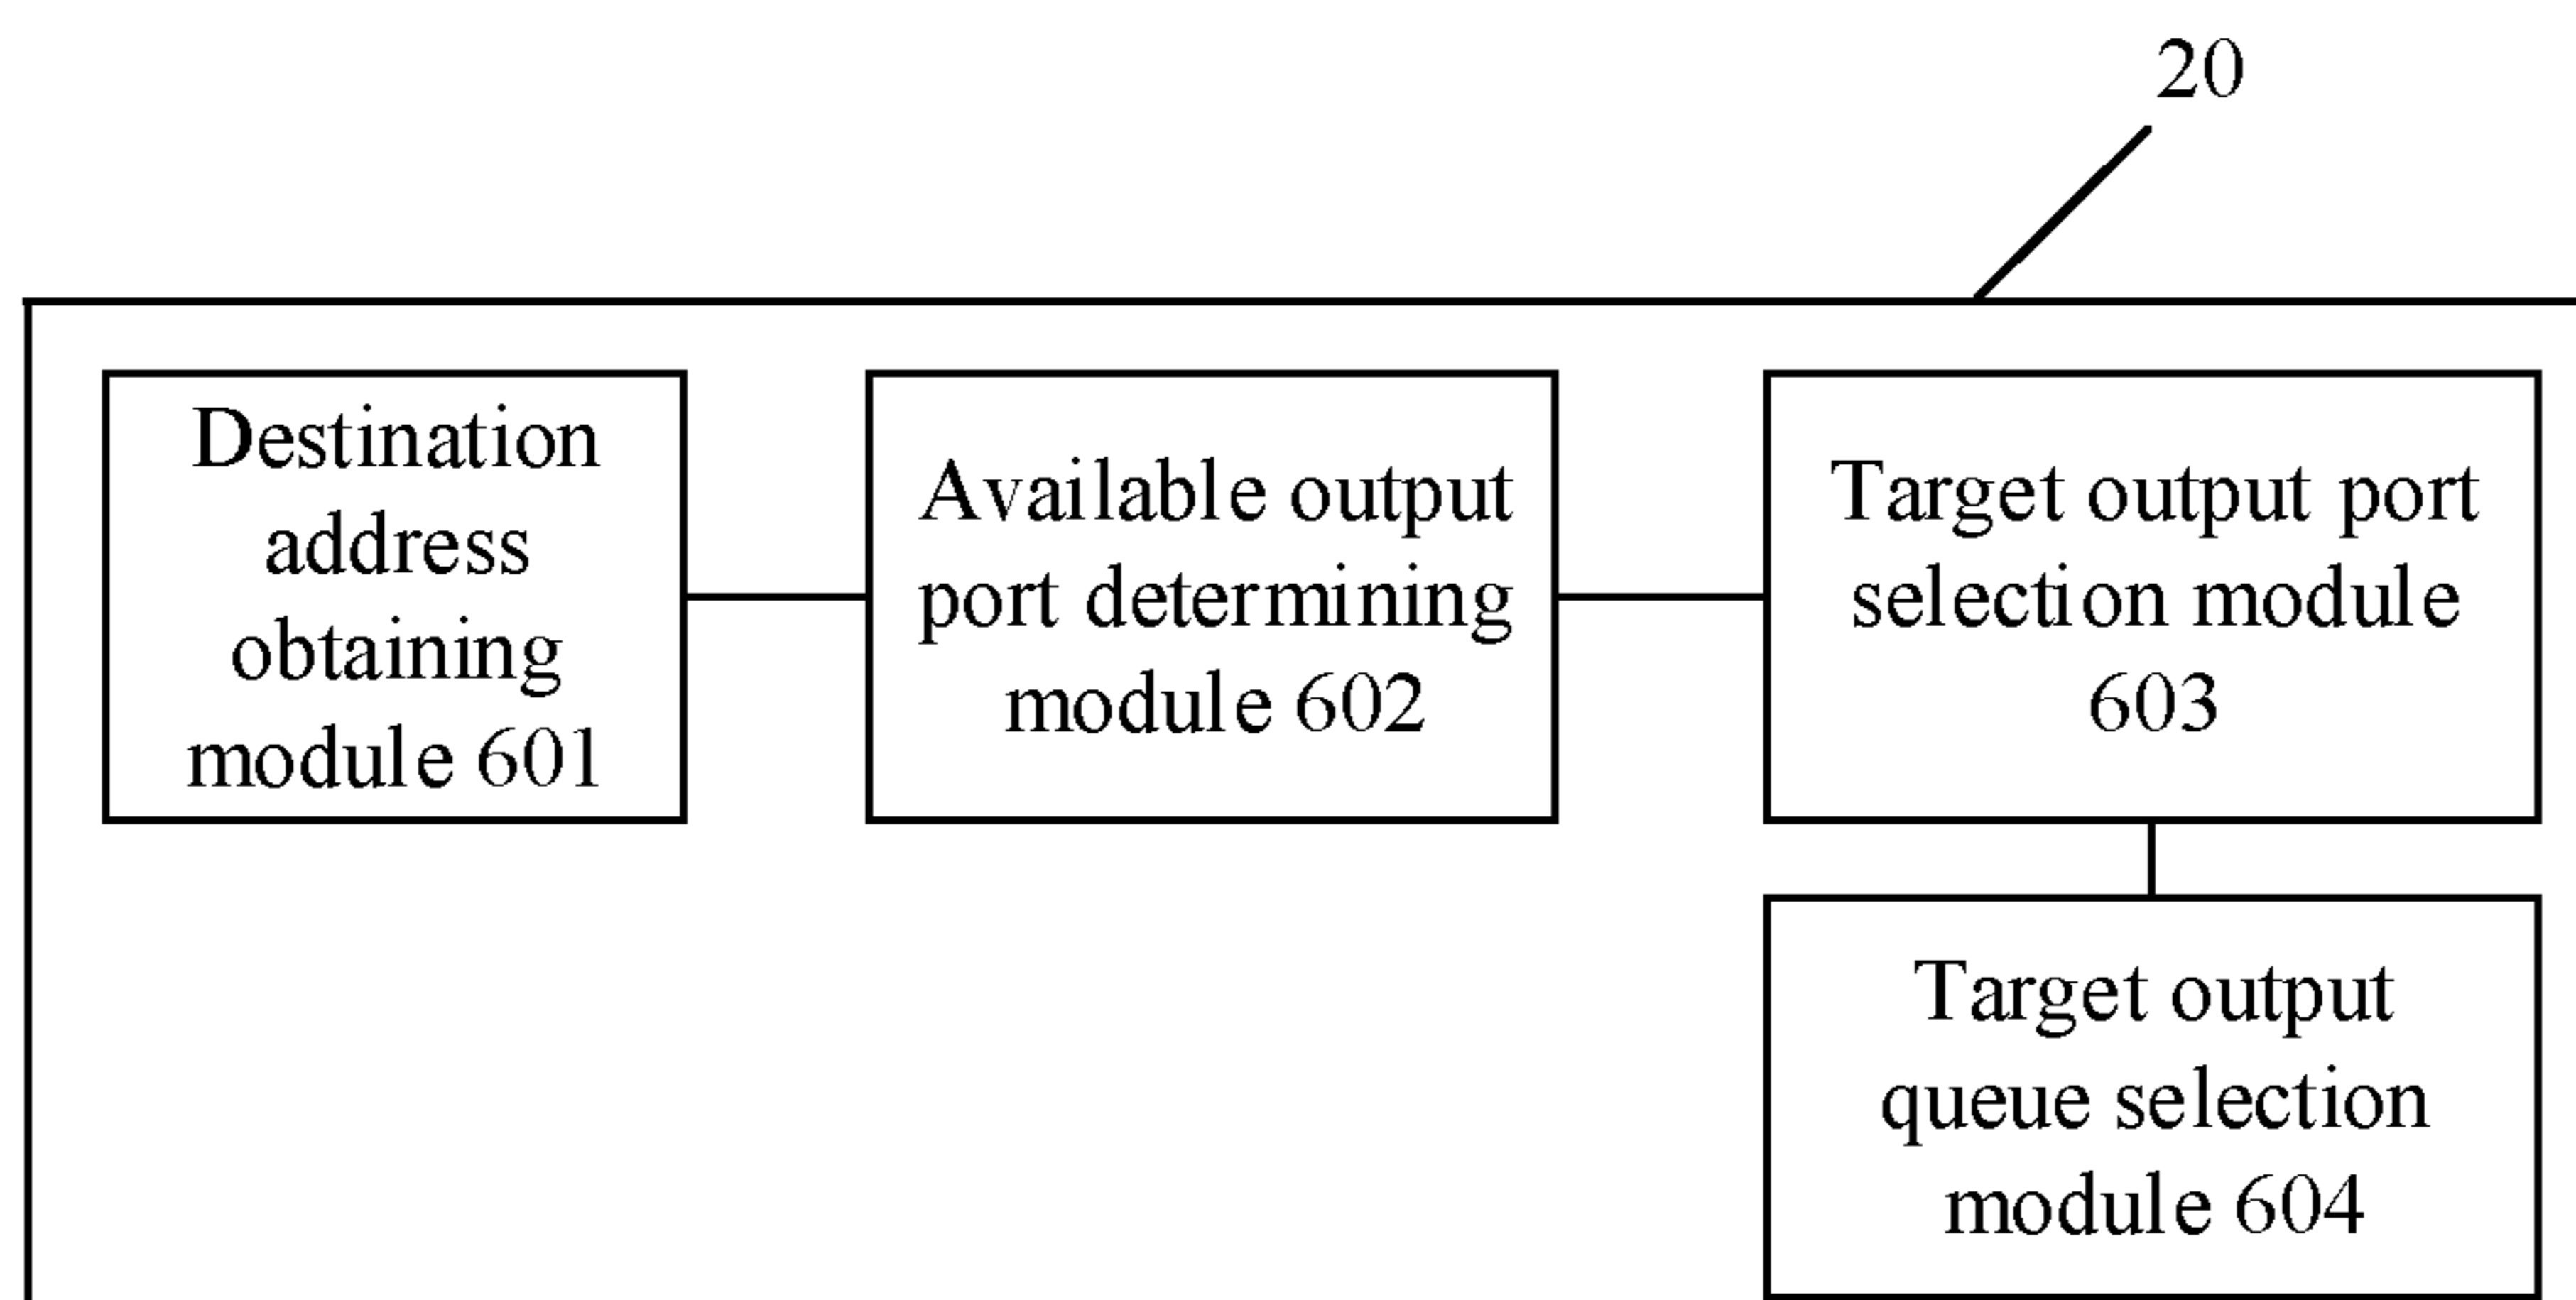 20
Destination
address
obtaining
module 601
Available output
port determining
module 602
Target output port
selection module
603
Target output
queue selection
module 604